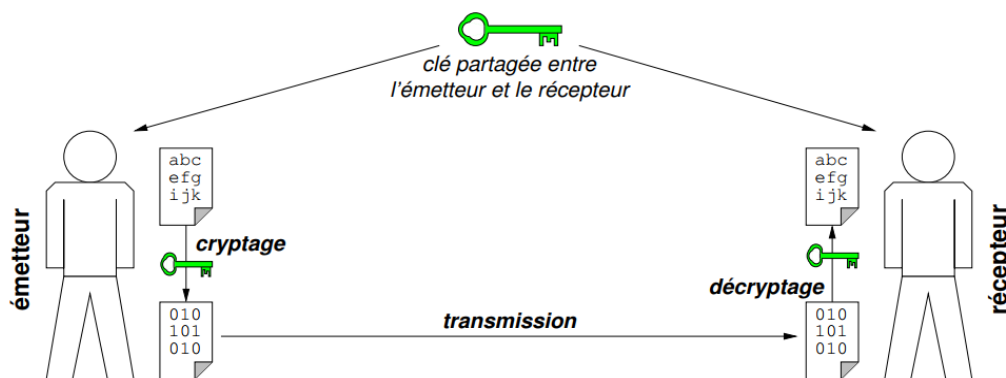 clé partagée entre
l'émetteur et le récepteur
émetteur
abc
efg
ijk
cryptage
010
101
010
transmission
abc
efg
ijk
décryptage
010
101
010
récepteur